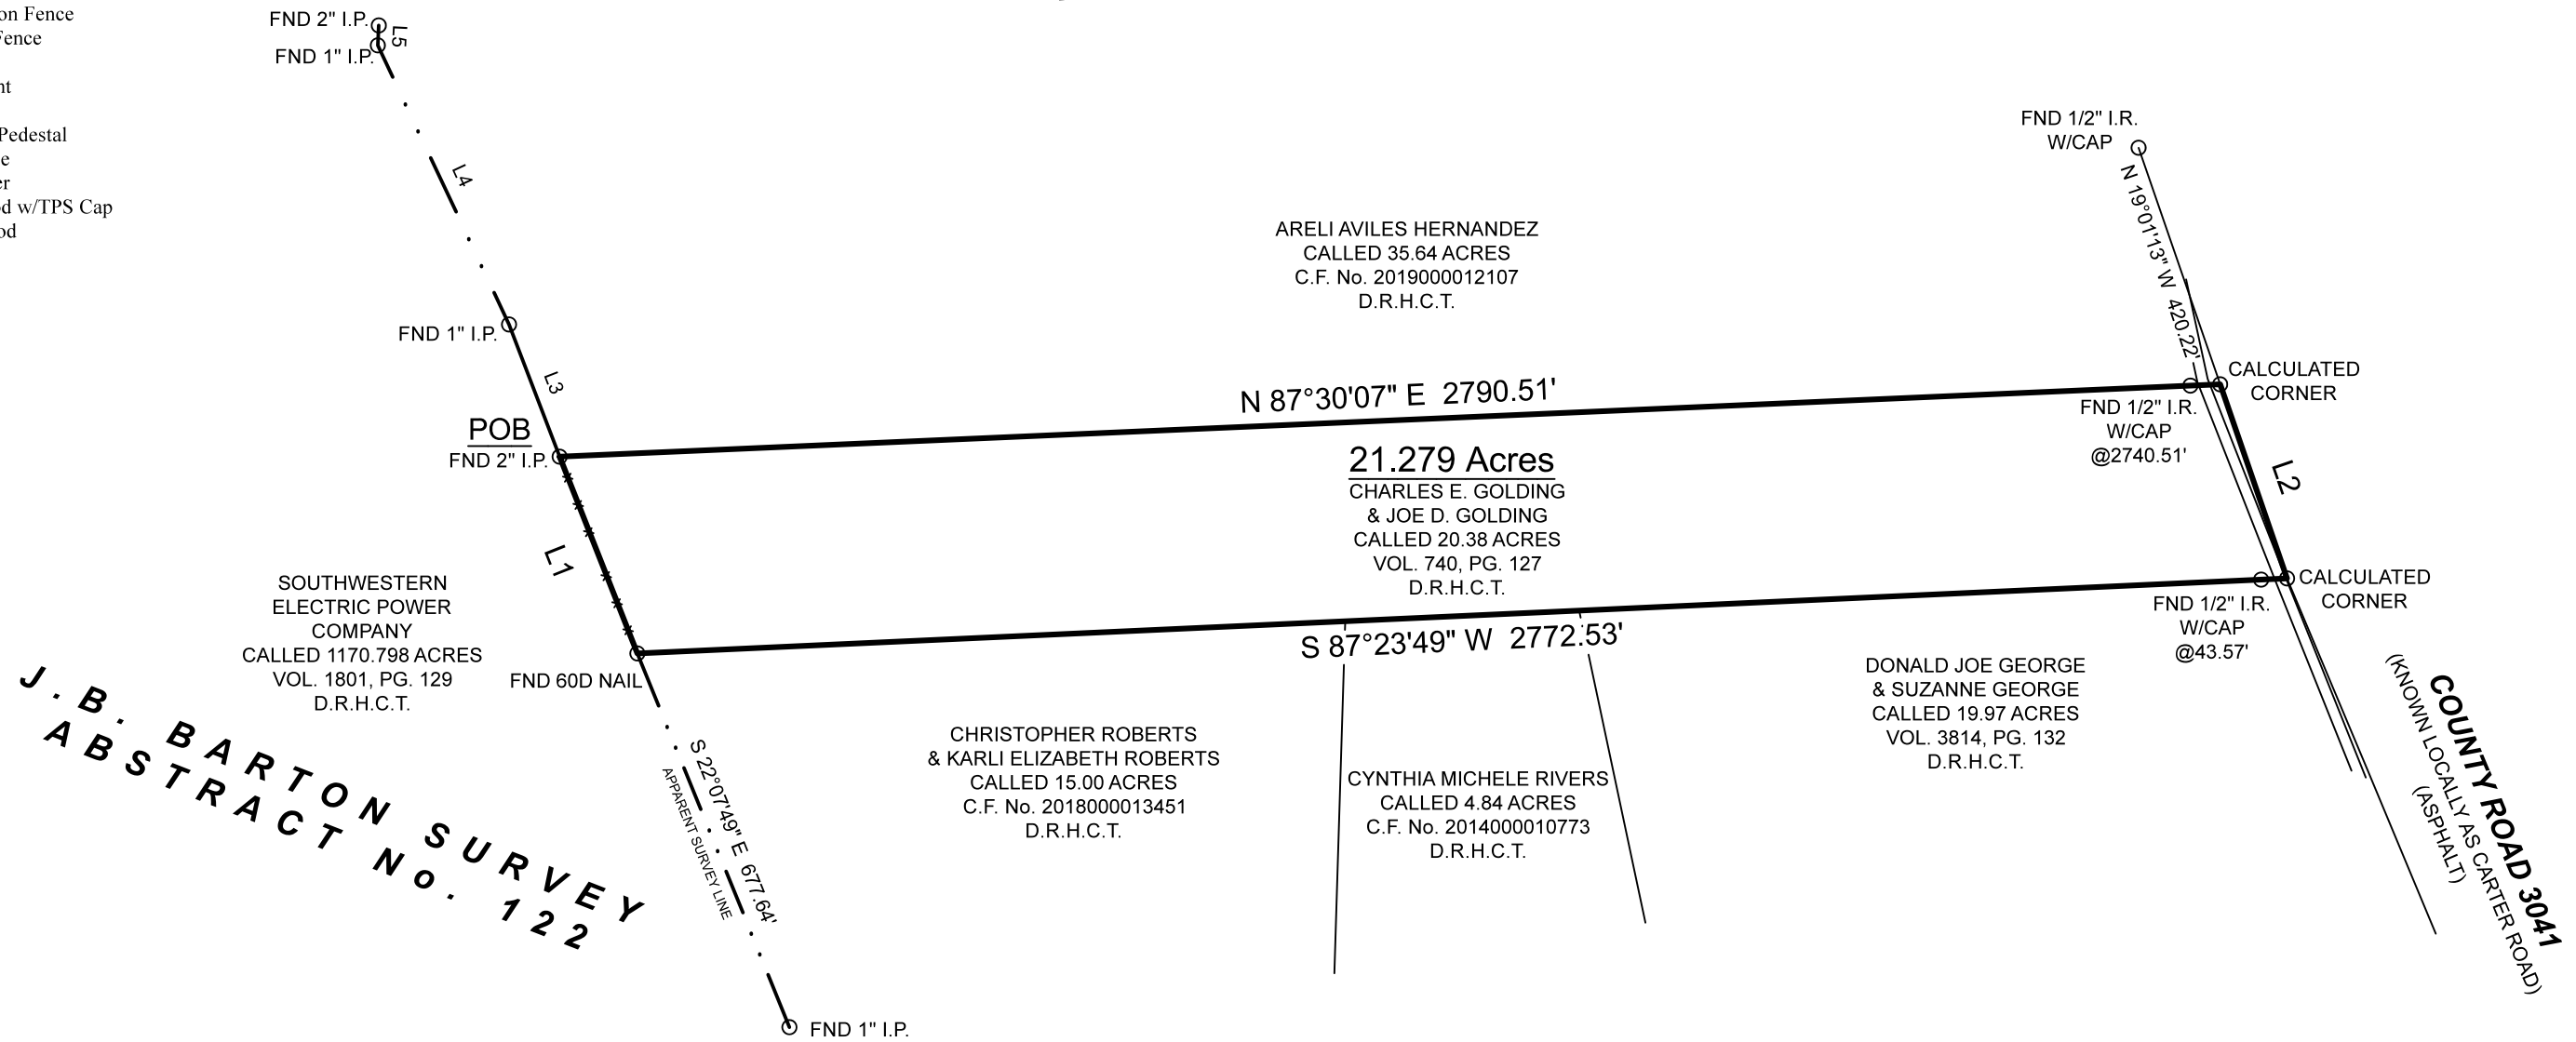 on Fence
Fence
nt
Pedestal
e
er
d w/TPS Cap
od
FND 2" I.P.
L5
FND 1" I.P.
L4
FND 1" I.P.
L3
POB
FND 2" I.P.
L1
FND 60D NAIL
ARELI AVILES HERNANDEZ
CALLED 35.64 ACRES
C.F. No. 2019000012107
D.R.H.C.T.
FND 1/2" I.R.
W/CAP
N 19°01'13" W 420.22'
N 87°30'07" E 2790.51'
CALCULATED
CORNER
FND 1/2" I.R.
W/CAP
@2740.51'
L2
21.279 Acres
CHARLES E. GOLDING
& JOE D. GOLDING
CALLED 20.38 ACRES
VOL. 740, PG. 127
D.R.H.C.T.
CALCULATED
CORNER
FND 1/2" I.R.
W/CAP
@43.57'
S 87°23'49" W 2772.53'
SOUTHWESTERN
ELECTRIC POWER
COMPANY
CALLED 1170.798 ACRES
VOL. 1801, PG. 129
D.R.H.C.T.
J.B. BARTON SURVEY
ABSTRACT No. 122
S 22°07'49" E 677.64'
APPARENT SURVEY LINE
FND 1" I.P.
CHRISTOPHER ROBERTS
& KARLI ELIZABETH ROBERTS
CALLED 15.00 ACRES
C.F. No. 2018000013451
D.R.H.C.T.
CYNTHIA MICHELE RIVERS
CALLED 4.84 ACRES
C.F. No. 2014000010773
D.R.H.C.T.
DONALD JOE GEORGE
& SUZANNE GEORGE
CALLED 19.97 ACRES
VOL. 3814, PG. 132
D.R.H.C.T.
COUNTY ROAD 3041
(KNOWN LOCALLY AS CARTER ROAD)
(ASPHALT)